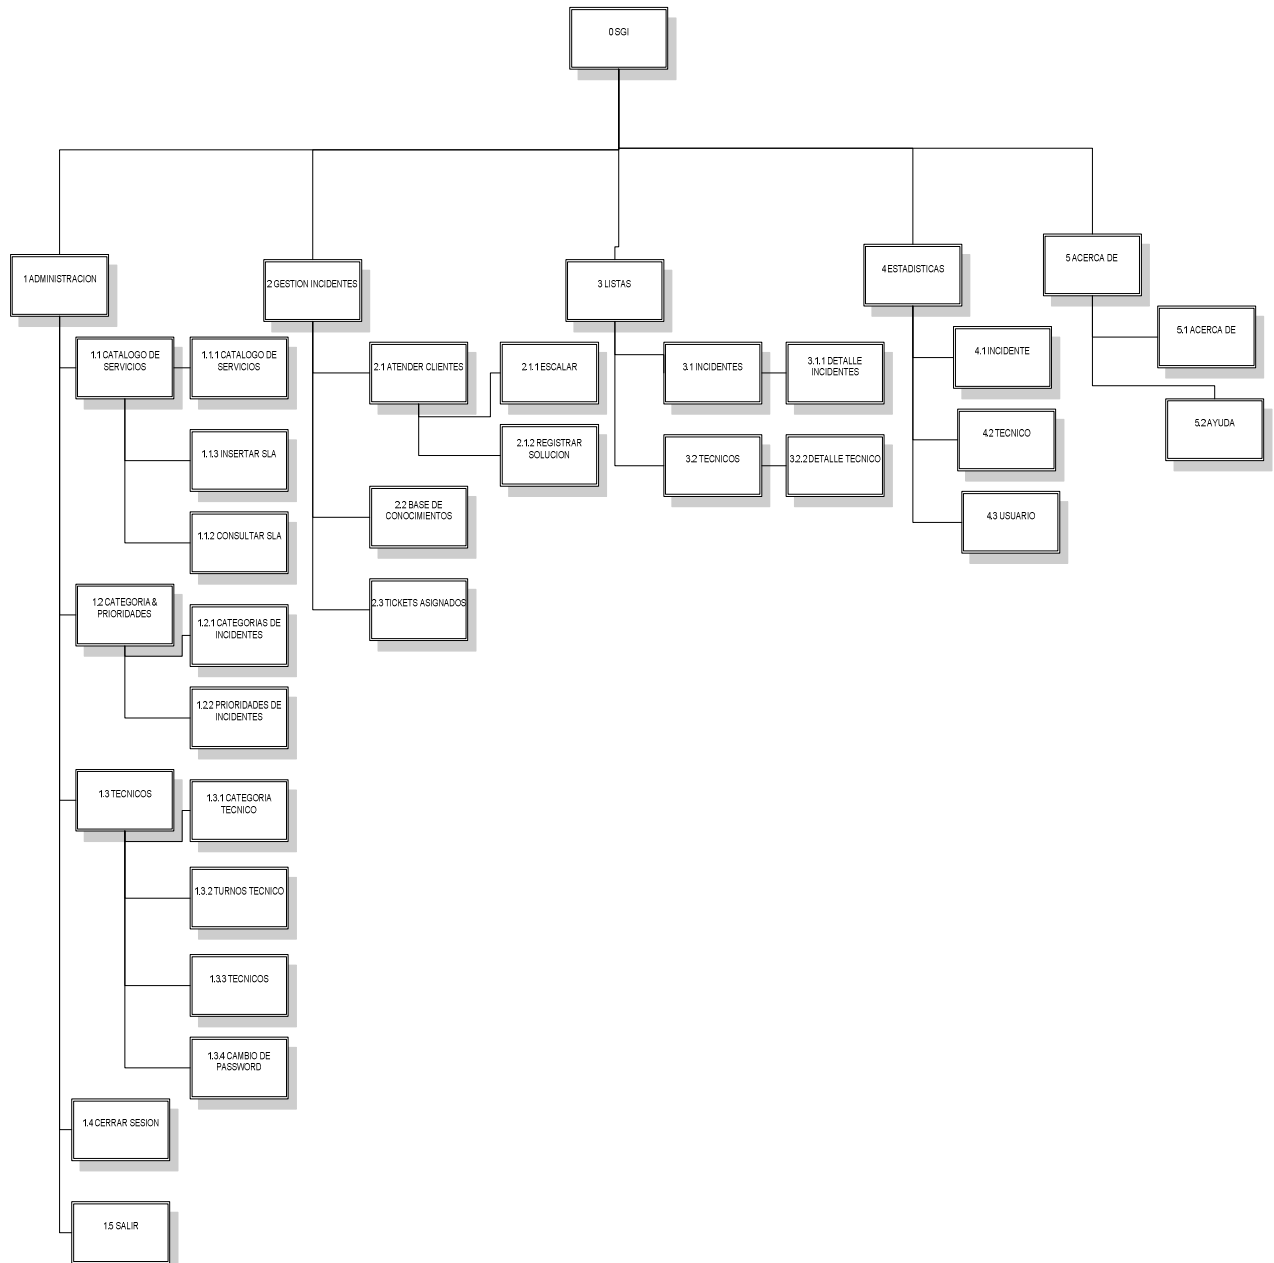 0 SGI
1 ADMINISTRACION
1.1 CATALOGO DE
SERVICIOS
1.1.1 CATALOGO DE
SERVICIOS
1.1.3 INSERTAR SLA
1.1.2 CONSULTAR SLA
1.2 CATEGORIA &
PRIORIDADES
1.2.1 CATEGORIAS DE
INCIDENTES
1.2.2 PRIORIDADES DE
INCIDENTES
1.3 TECNICOS
1.3.1 CATEGORIA
TECNICO
1.3.2 TURNOS TECNICO
1.3.3 TECNICOS
1.3.4 CAMBIO DE
PASSWORD
1.4 CERRAR SESION
1.5 SALIR
2 GESTION INCIDENTES
2.1 ATENDER CLIENTES
2.1.1 ESCALAR
2.1.2 REGISTRAR
SOLUCION
2.2 BASE DE
CONOCIMIENTOS
2.3 TICKETS ASIGNADOS
3 LISTAS
3.1 INCIDENTES
3.1.1 DETALLE
INCIDENTES
3.2 TECNICOS
3.2.2 DETALLE TECNICO
4 ESTADISTICAS
4.1 INCIDENTE
4.2 TECNICO
4.3 USUARIO
5 ACERCA DE
5.1 ACERCA DE
5.2 AYUDA